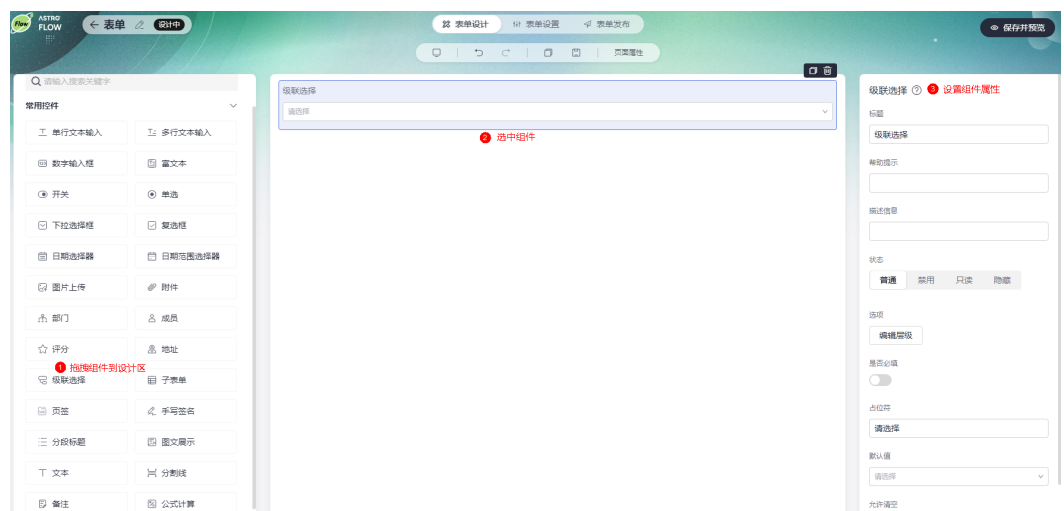 Flow ASTRO FLOW 表单 设计中 表单设计 表单设置 表单发布 保存并预览
页面属性
请输入搜索关键字
常用控件
单行文本输入 多行文本输入
数字输入框 富文本
开关 单选
下拉选择框 复选框
日期选择器 日期范围选择器
图片上传 附件
部门 成员
评分 地址
1 拖拽组件到设计区
级联选择 子表单
页签 手写签名
分段标题 图文展示
文本 分割线
备注 公式计算
级联选择
请选择
2 选中组件
级联选择 3 设置组件属性
标题
级联选择
帮助提示
描述信息
状态
普通 禁用 只读 隐藏
选项
编辑层级
是否必填
占位符
请选择
默认值
请选择
允许清空